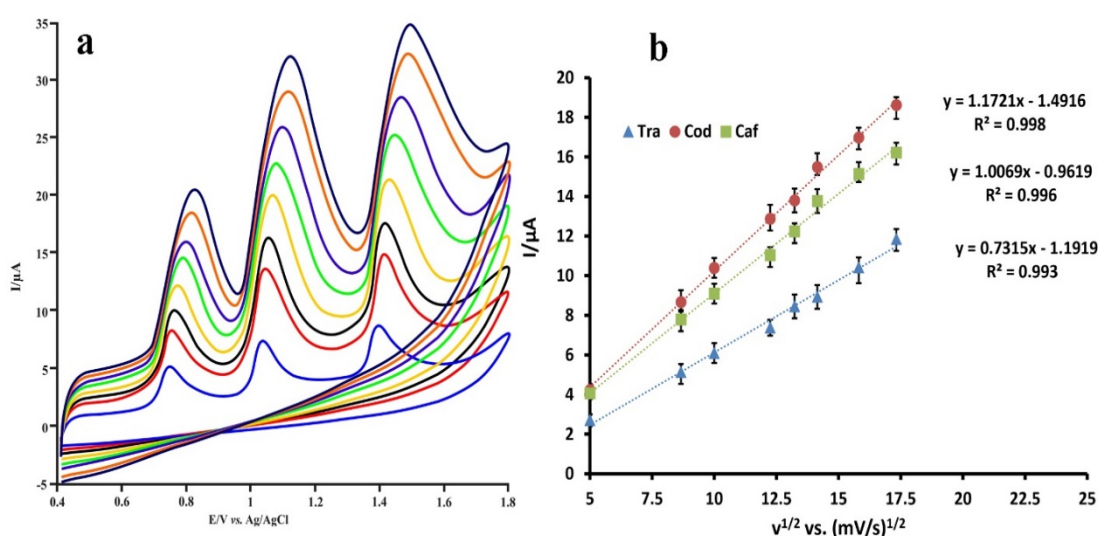 a
35
30
25
20
15
10
5
0
-5
I/µA
0.4 0.6 0.8 1.0 1.2 1.4 1.6 1.8
E/V vs. Ag/AgCl
b
20
18
16
14
12
10
8
6
4
2
0
I/µA
Tra Cod Caf
y = 1.1721x - 1.4916
R² = 0.998
y = 1.0069x - 0.9619
R² = 0.996
y = 0.7315x - 1.1919
R² = 0.993
5 7.5 10 12.5 15 17.5 20 22.5 25
v¹/² vs. (mV/s)¹/²